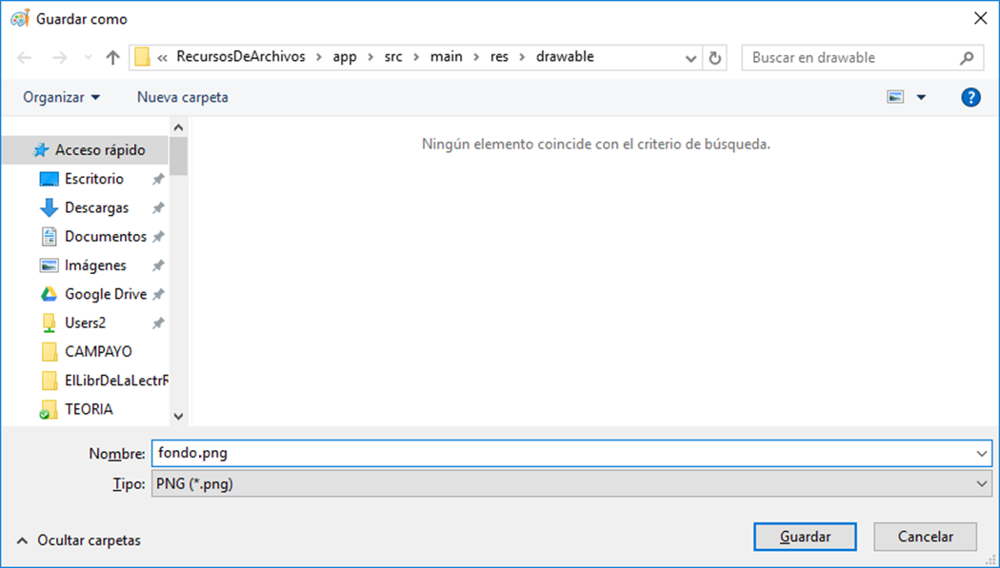 Guardar como
« RecursosDeArchivos > app > src > main > res > drawable
Buscar en drawable
Organizar
Nueva carpeta
?
Acceso rápido
Ningún elemento coincide con el criterio de búsqueda.
Escritorio
Descargas
Documentos
Imágenes
Google Drive
Users2
CAMPAYO
ElLibrDeLaLectrR
TEORIA
Nombre: fondo.png
Tipo: PNG (*.png)
Ocultar carpetas
Guardar
Cancelar